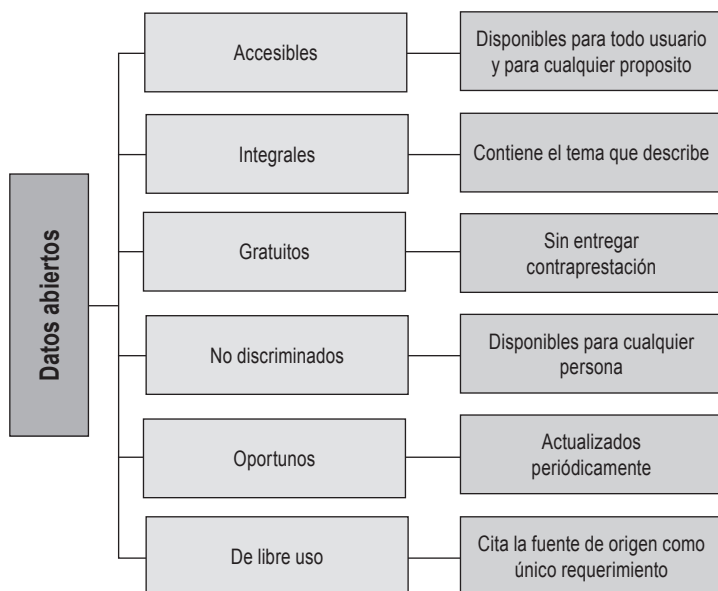 Datos abiertos
Accesibles
Disponibles para todo usuario
y para cualquier proposito
Integrales
Contiene el tema que describe
Gratuitos
Sin entregar
contraprestación
No discriminados
Disponibles para cualquier
persona
Oportunos
Actualizados
periódicamente
De libre uso
Cita la fuente de origen como
único requerimiento